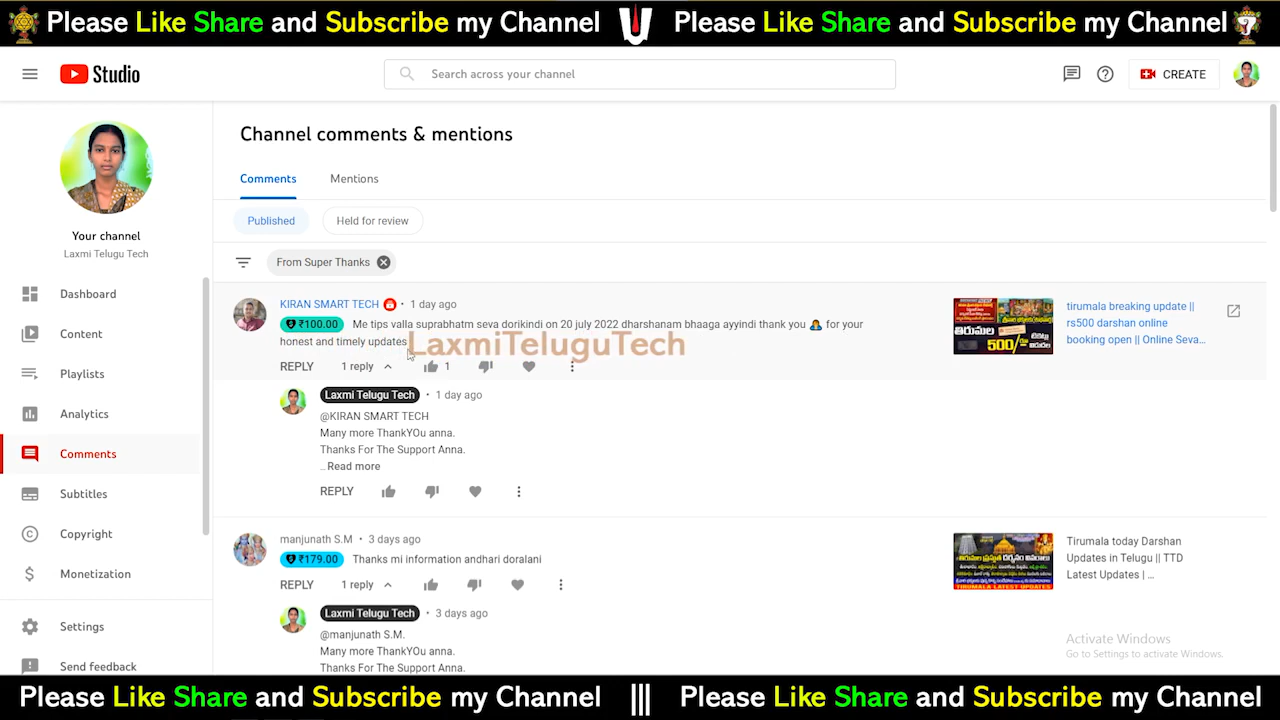 Please Like Share and Subscribe my Channel
Please Like Share and Subscribe my Channel
Studio
Search across your channel
CREATE
Your channel
Laxmi Telugu Tech
Dashboard
Content
Playlists
Analytics
Comments
Subtitles
Copyright
Monetization
Settings
Send feedback
Channel comments & mentions
Comments
Mentions
Published
Held for review
From Super Thanks
KIRAN SMART TECH • 1 day ago
₹100.00 Me tips valla suprabhatm seva dorikindi on 20 july 2022 dharshanam bhaaga ayyindi thank you 🙇 for your
honest and timely updates
LaxmiTeluguTech
REPLY 1 reply 1
tirumala breaking update ||
rs500 darshan online
booking open || Online Seva...
తిరుమల
500/-
Laxmi Telugu Tech • 1 day ago
@KIRAN SMART TECH
Many more ThankYOu anna.
Thanks For The Support Anna.
...Read more
REPLY
manjunath S.M • 3 days ago
₹179.00 Thanks mi information andhari doralani
REPLY 1 reply
Tirumala today Darshan
Updates in Telugu || TTD
Latest Updates | ...
TIRUMALA LATEST UPDATES
Laxmi Telugu Tech • 3 days ago
@manjunath S.M.
Many more ThankYOu anna.
Thanks For The Support Anna.
Activate Windows
Go to Settings to activate Windows.
Please Like Share and Subscribe my Channel ||| Please Like Share and Subscribe my Channel